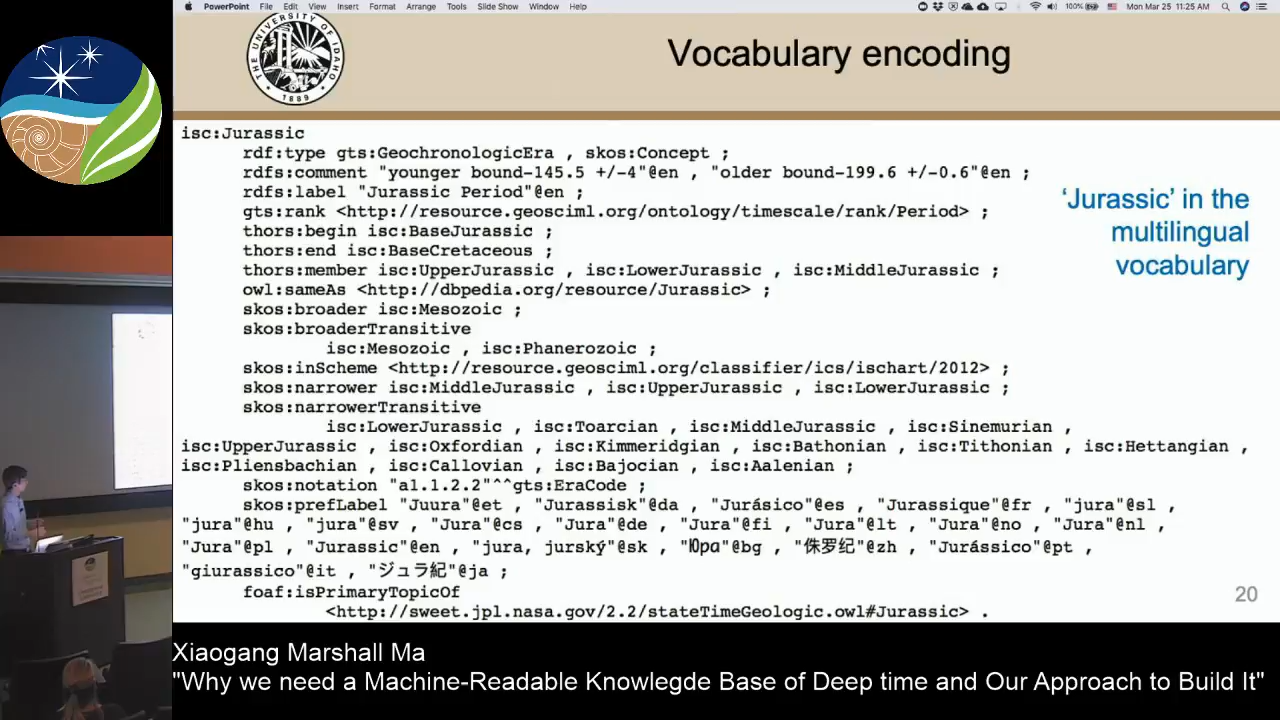 PowerPoint File Edit View Insert Format Arrange Tools Slide Show Window Help 100% Mon Mar 25 11:25 AM
THE UNIVERSITY OF IDAHO
1889
Vocabulary encoding
isc:Jurassic
rdf:type gts:GeochronologicEra , skos:Concept ;
rdfs:comment "younger bound-145.5 +/-4"@en , "older bound-199.6 +/-0.6"@en ;
rdfs:label "Jurassic Period"@en ;
gts:rank <http://resource.geosciml.org/ontology/timescale/rank/Period> ;
thors:begin isc:BaseJurassic ;
thors:end isc:BaseCretaceous ;
thors:member isc:UpperJurassic , isc:LowerJurassic , isc:MiddleJurassic ;
owl:sameAs <http://dbpedia.org/resource/Jurassic> ;
skos:broader isc:Mesozoic ;
skos:broaderTransitive
isc:Mesozoic , isc:Phanerozoic ;
skos:inScheme <http://resource.geosciml.org/classifier/ics/ischart/2012> ;
skos:narrower isc:MiddleJurassic , isc:UpperJurassic , isc:LowerJurassic ;
skos:narrowerTransitive
isc:LowerJurassic , isc:Toarcian , isc:MiddleJurassic , isc:Sinemurian ,
isc:UpperJurassic , isc:Oxfordian , isc:Kimmeridgian , isc:Bathonian , isc:Tithonian , isc:Hettangian ,
isc:Pliensbachian , isc:Callovian , isc:Bajocian , isc:Aalenian ;
skos:notation "a1.1.2.2"^^gts:EraCode ;
skos:prefLabel "Juura"@et , "Jurassisk"@da , "Jurásico"@es , "Jurassique"@fr , "jura"@sl ,
"jura"@hu , "jura"@sv , "Jura"@cs , "Jura"@de , "Jura"@fi , "Jura"@lt , "Jura"@no , "Jura"@nl ,
"Jura"@pl , "Jurassic"@en , "jura, jurský"@sk , "Юра"@bg , "侏罗纪"@zh , "Jurássico"@pt ,
"giurassico"@it , "ジュラ紀"@ja ;
foaf:isPrimaryTopicOf
<http://sweet.jpl.nasa.gov/2.2/stateTimeGeologic.owl#Jurassic> .
'Jurassic' in the
multilingual
vocabulary
20
Xiaogang Marshall Ma
"Why we need a Machine-Readable Knowlegde Base of Deep time and Our Approach to Build It"